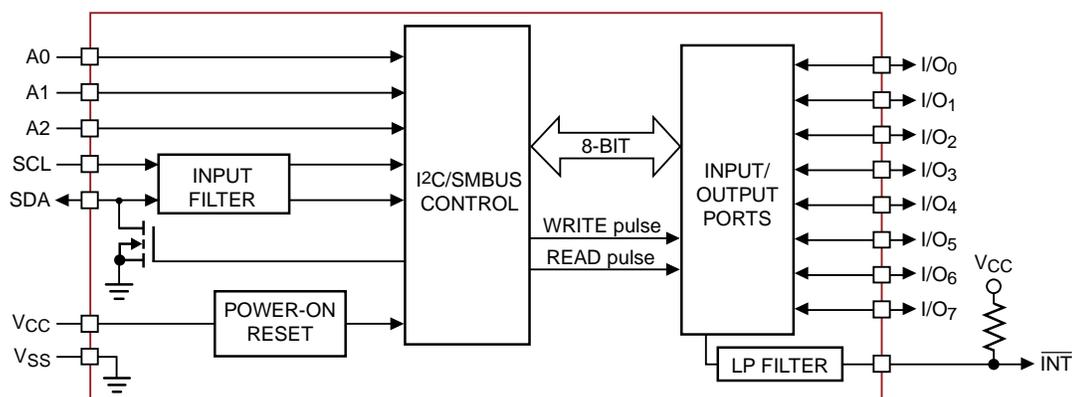 A0
A1
A2
SCL
SDA
VCC
VSS
INPUT
FILTER
POWER-ON
RESET
I2C/SMBUS
CONTROL
8-BIT
WRITE pulse
READ pulse
INPUT/
OUTPUT
PORTS
LP FILTER
I/O0
I/O1
I/O2
I/O3
I/O4
I/O5
I/O6
I/O7
VCC
INT